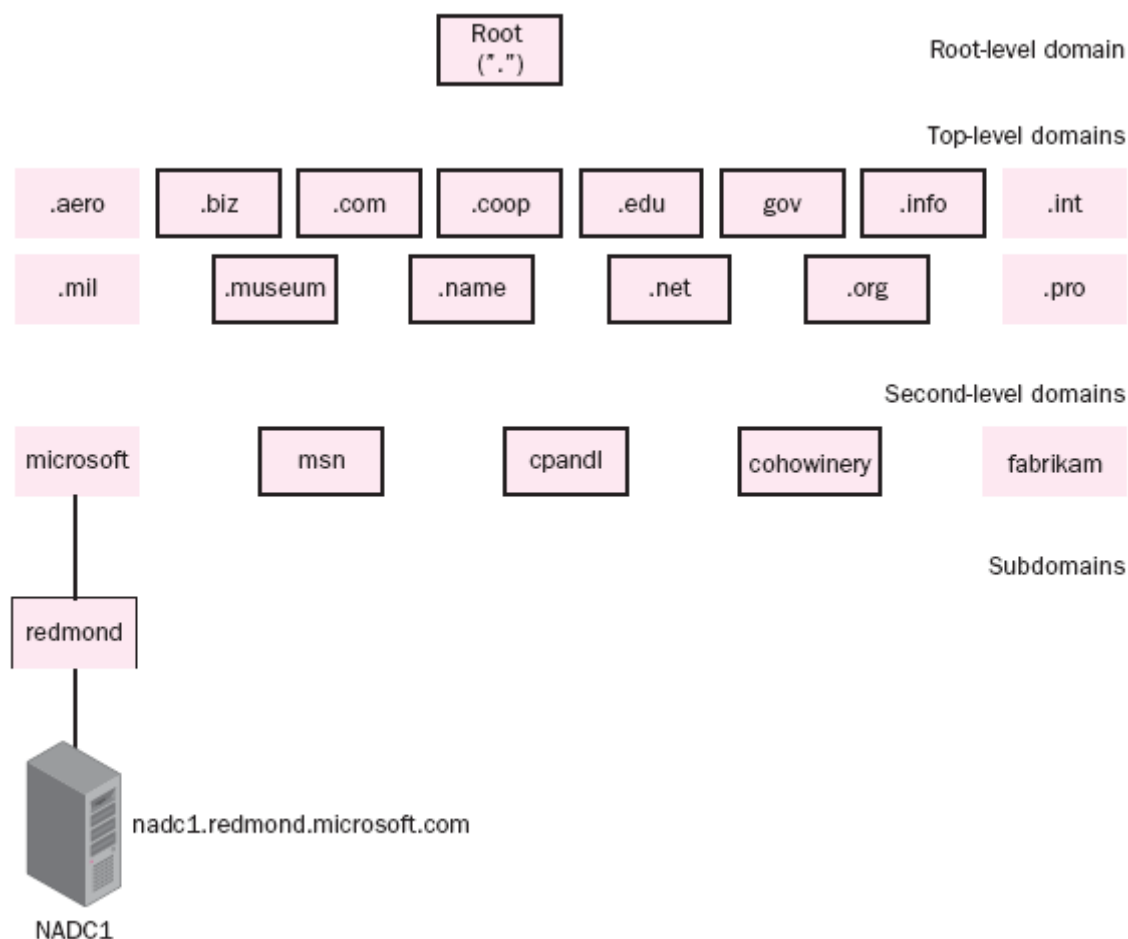 Root
(".")
Root-level domain
Top-level domains
.aero
.biz
.com
.coop
.edu
gov
.info
.int
.mil
.museum
.name
.net
.org
.pro
Second-level domains
microsoft
msn
cpandl
cohowinery
fabrikam
Subdomains
redmond
nadc1.redmond.microsoft.com
NADC1